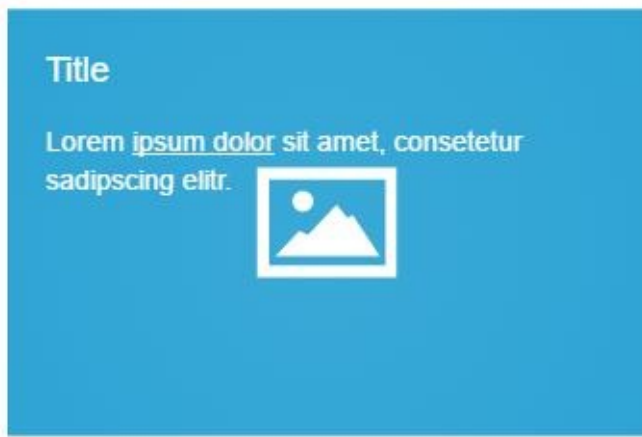 Title
Lorem ipsum dolor sit amet, consetetur
sadipscing elitr.